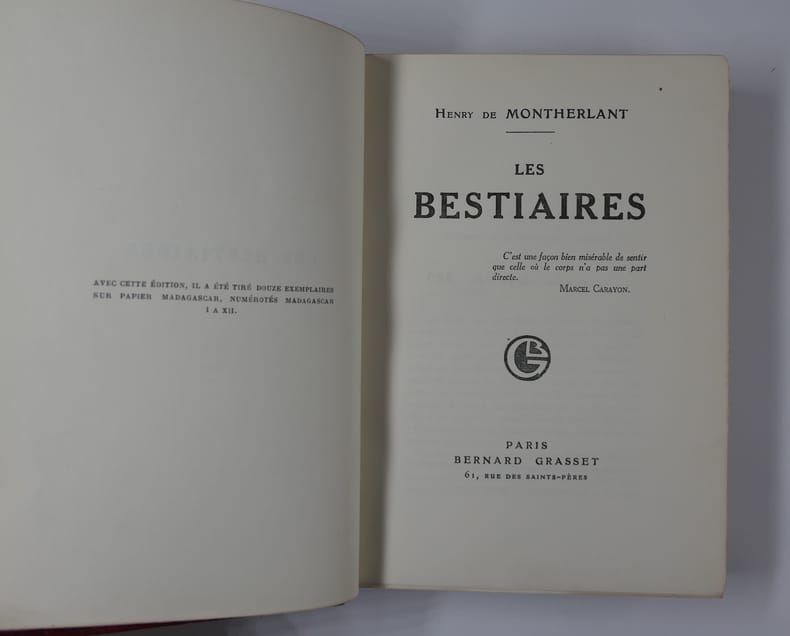 AVEC CETTE ÉDITION, IL A ÉTÉ TIRÉ DOUZE EXEMPLAIRES
SUR PAPIER MADAGASCAR, NUMÉROTÉS MADAGASCAR
I A XII.
HENRY DE MONTHERLANT
LES
BESTIAIRES
C'est une façon bien misérable de sentir
que celle où le corps n'a pas une part
directe.
MARCEL CARAYON.
BG
PARIS
BERNARD GRASSET
61, RUE DES SAINTS-PÈRES